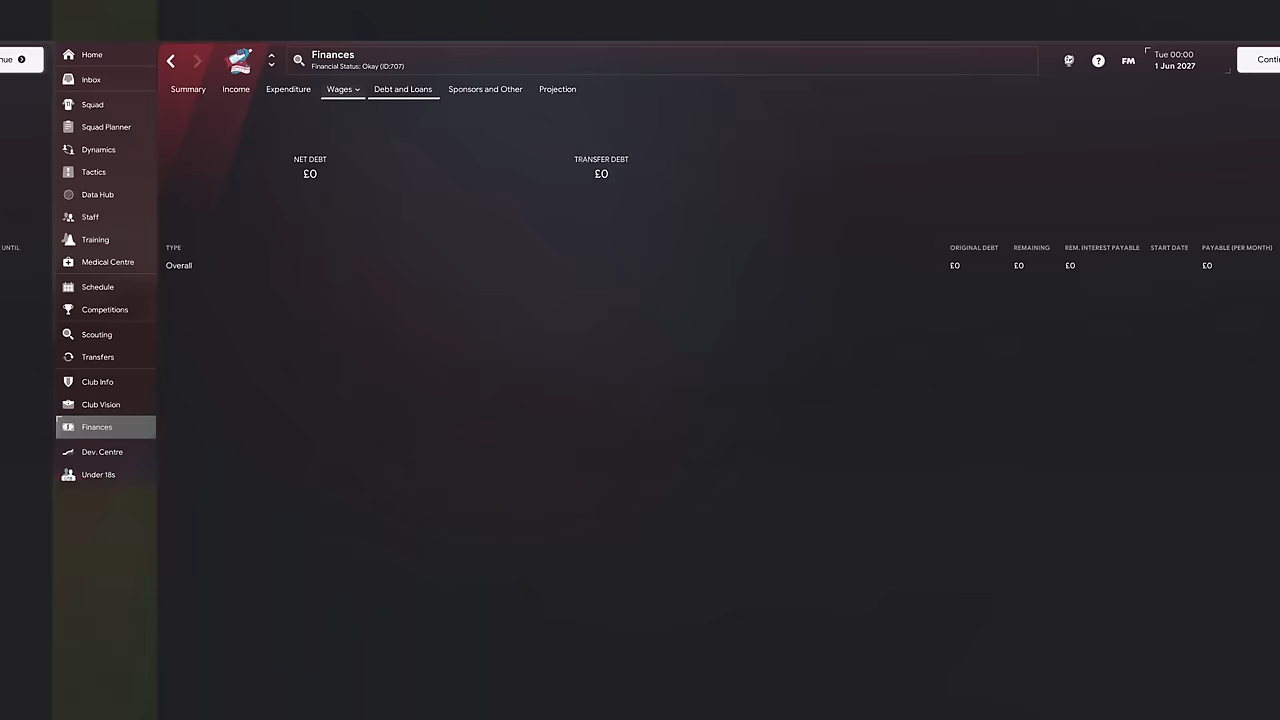 nue
UNTIL
Home
Inbox
Squad
Squad Planner
Dynamics
Tactics
Data Hub
Staff
Training
Medical Centre
Schedule
Competitions
Scouting
Transfers
Club Info
Club Vision
Finances
Dev. Centre
Under 18s
Finances
Financial Status: Okay (ID:707)
FM
Tue 00:00
1 Jun 2027
Conti
Summary Income Expenditure Wages Debt and Loans Sponsors and Other Projection
NET DEBT TRANSFER DEBT
£0 £0
TYPE ORIGINAL DEBT REMAINING REM. INTEREST PAYABLE START DATE PAYABLE (PER MONTH)
Overall £0 £0 £0 £0